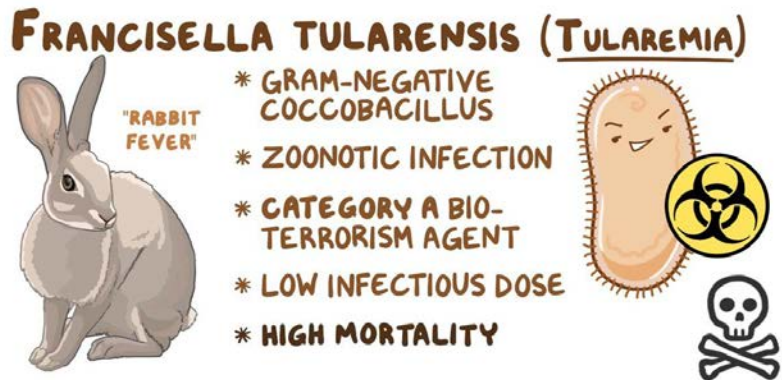 FRANCISELLA TULARENSIS (TULAREMIA)
"RABBIT
FEVER"
* GRAM-NEGATIVE
COCCOBACILLUS
* ZOONOTIC INFECTION
* CATEGORY A BIO-
TERRORISM AGENT
* LOW INFECTIOUS DOSE
* HIGH MORTALITY